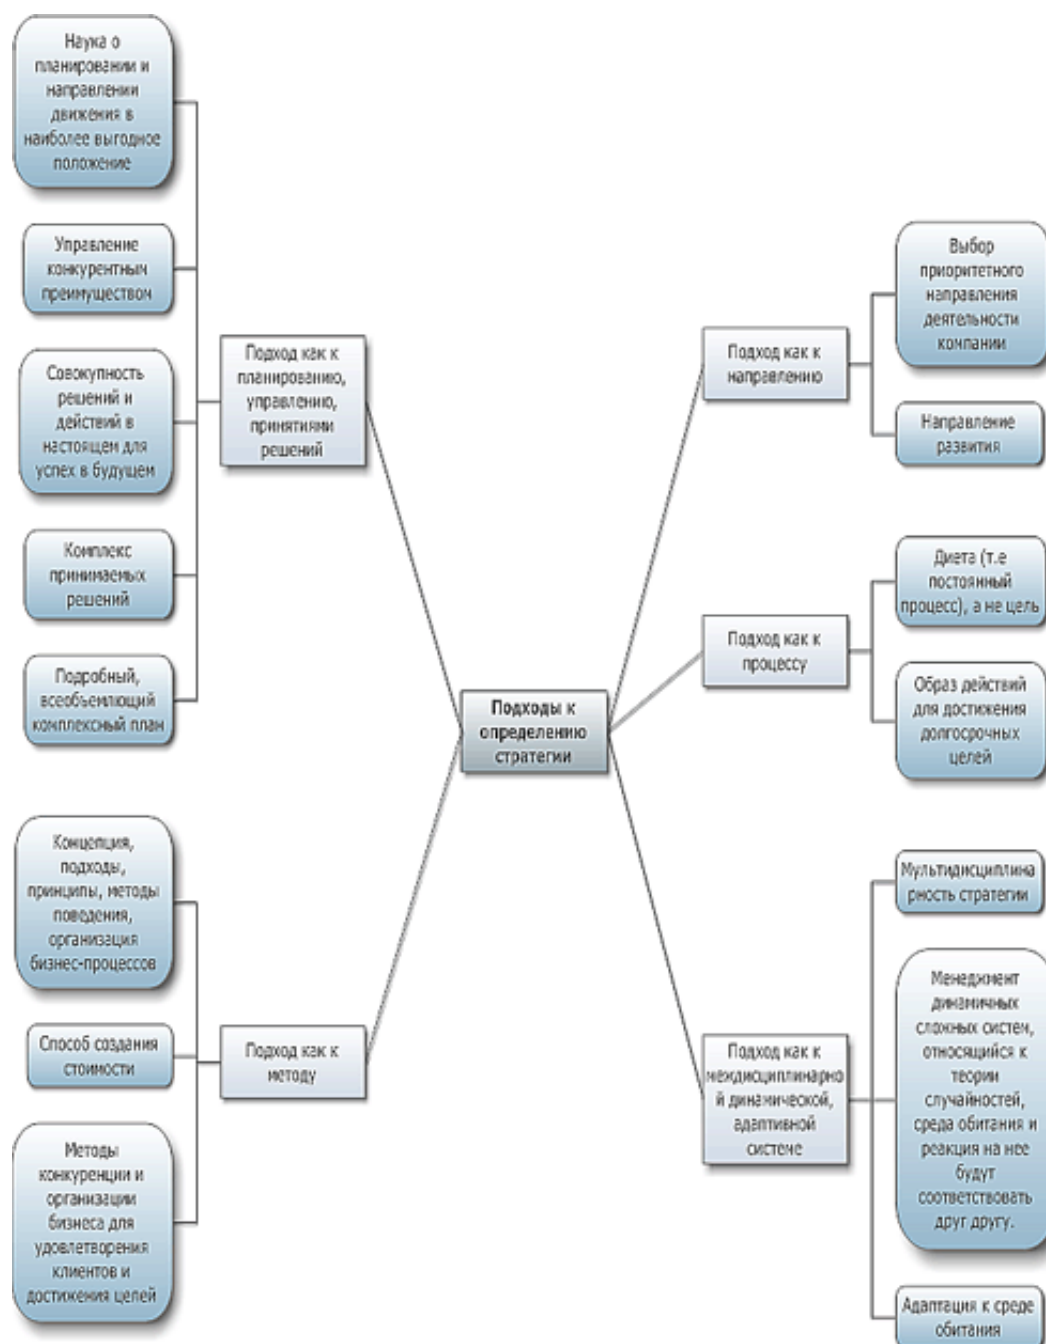 Наука о
планировании и
направлении
движения в
наиболее выгодное
положение
Управление
конкурентным
преимуществом
Совокупность
решений и
действий в
настоящем для
успех в будущем
Комплекс
принимаемых
решений
Подробный,
всеобъемлющий
комплексный план
Подход как к
планированию,
управлению,
принятиями
решений
Концепция,
подходы,
принципы, методы
поведения,
организация
бизнес-процессов
Способ создания
стоимости
Методы
конкуренции и
организации
бизнеса для
удовлетворения
клиентов и
достижения целей
Подход как к
методу
Подходы к
определению
стратегии
Подход как к
направлению
Выбор
приоритетного
направления
деятельности
компании
Направление
развития
Подход как к
процессу
Диета (т.е
постоянный
процесс), а не цель
Образ действий
для достижения
долгосрочных
целей
Подход как к
междисциплинарно
й динамической,
адаптивной
системе
Мультидисциплина
рность стратегии
Менеджмент
динамичных
сложных систем,
относящийся к
теории
случайностей,
среда обитания и
реакция на нее
будут
соответствовать
друг другу.
Адаптация к среде
обитания